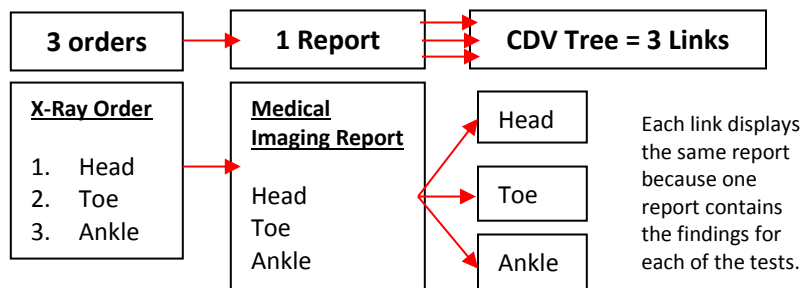 3 orders
1 Report
CDV Tree = 3 Links
X-Ray Order
1. Head
2. Toe
3. Ankle
Medical
Imaging Report
Head
Toe
Ankle
Head
Toe
Ankle
Each link displays
the same report
because one
report contains
the findings for
each of the tests.